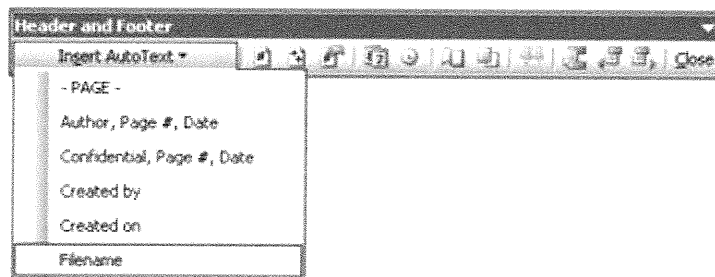 Header and Footer
Insert AutoText Close
- PAGE -
Author, Page #, Date
Confidential, Page #, Date
Created by
Created on
Filename